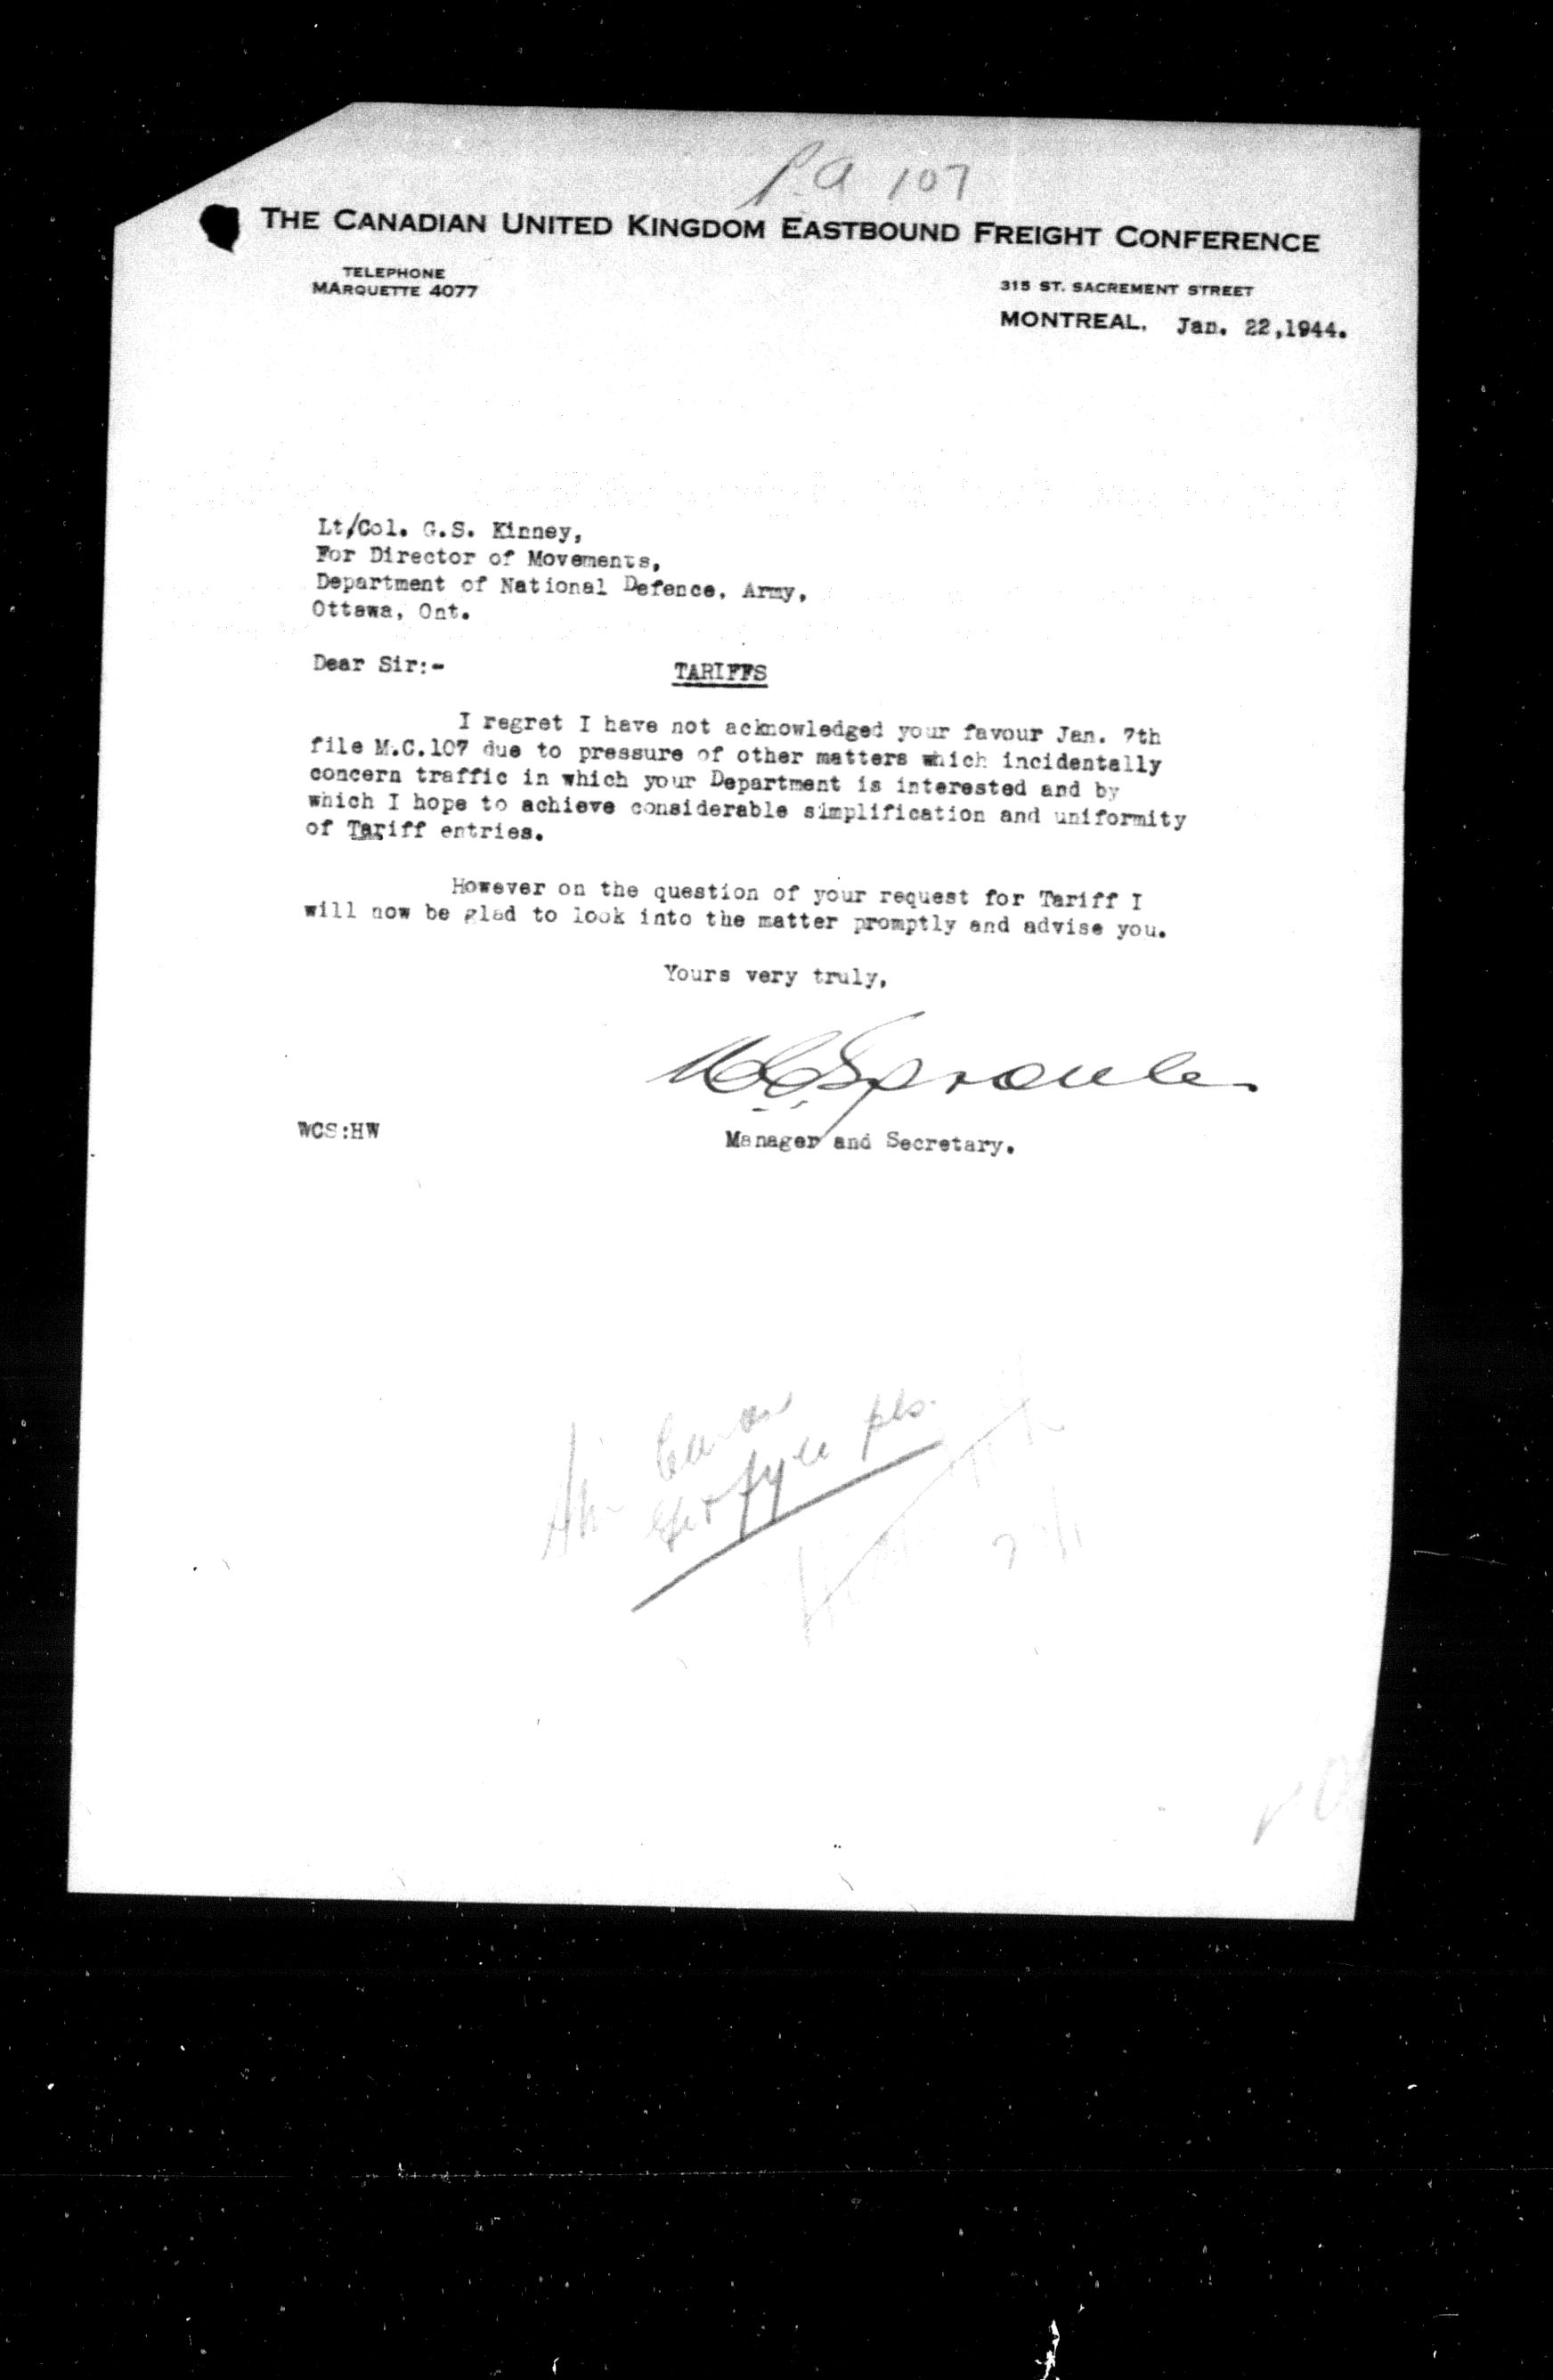 P.A 107
THE CANADIAN UNITED KINGDOM EASTBOUND FREIGHT CONFERENCE
TELEPHONE
MARQUETTE 4077
315 ST. SACREMENT STREET
MONTREAL, Jan. 22,1944.
Lt/Col. G.S. Kinney,
For Director of Movements,
Department of National Defence, Army,
Ottawa, Ont.
Dear Sir:-
TARIFFS
I regret I have not acknowledged your favour Jan. 7th
file M.C.107 due to pressure of other matters which incidentally
concern traffic in which your Department is interested and by
which I hope to achieve considerable simplification and uniformity
of Tariff entries.
However on the question of your request for Tariff I
will now be glad to look into the matter promptly and advise you.
Yours very truly,
WCSproule
WCS:HW
Manager and Secretary.
pls.